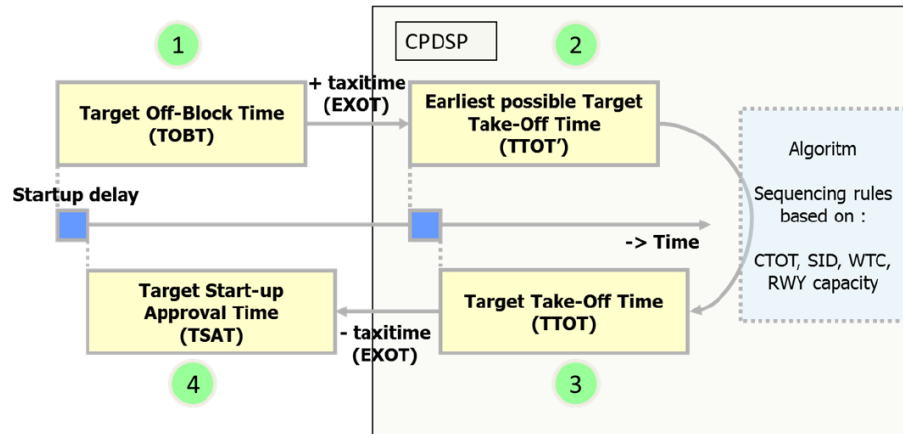 1
CPDSP
2
Target Off-Block Time
(TOBT)
+ taxitime
(EXOT)
Earliest possible Target
Take-Off Time
(TTOT’)
Algoritm
Sequencing rules
based on :
CTOT, SID, WTC,
RWY capacity
Startup delay
-> Time
Target Start-up
Approval Time
(TSAT)
- taxitime
(EXOT)
Target Take-Off Time
(TTOT)
4
3